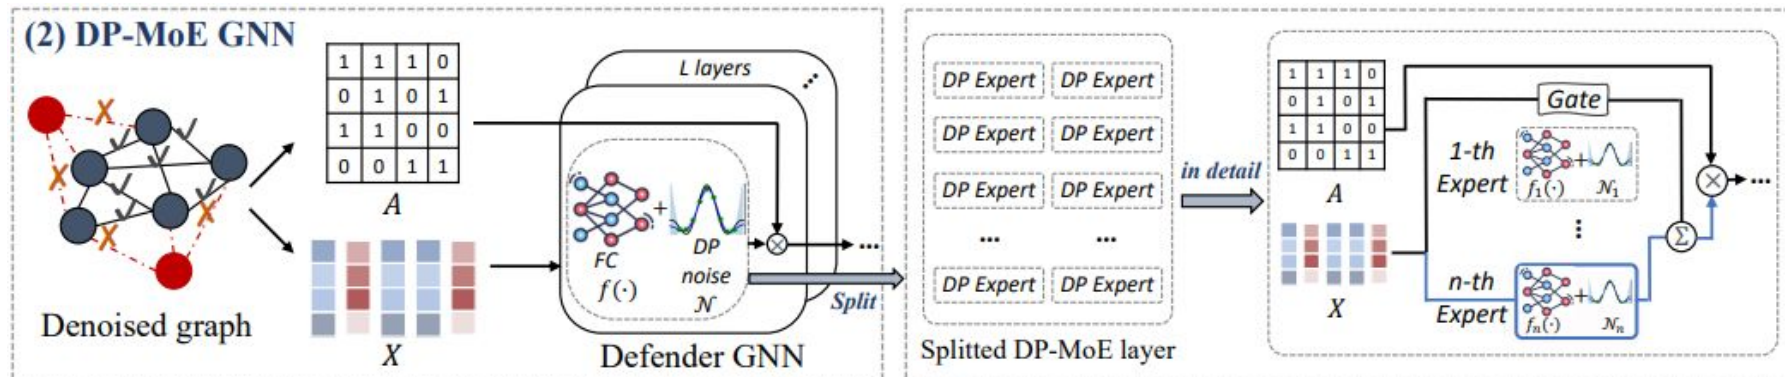 (2) DP-MoE GNN
1 1 1 0
0 1 0 1
1 1 0 0
0 0 1 1
A
X
Denoised graph
L layers
...
FC
f(·)
+
DP
noise
𝒩
×
...
Defender GNN
Split
DP Expert DP Expert
DP Expert DP Expert
DP Expert DP Expert
... ...
DP Expert DP Expert
Splitted DP-MoE layer
in detail
1 1 1 0
0 1 0 1
1 1 0 0
0 0 1 1
A
X
Gate
1-th
Expert
+
f₁(·) 𝒩₁
...
n-th
Expert
+
fₙ(·) 𝒩ₙ
Σ
×
...